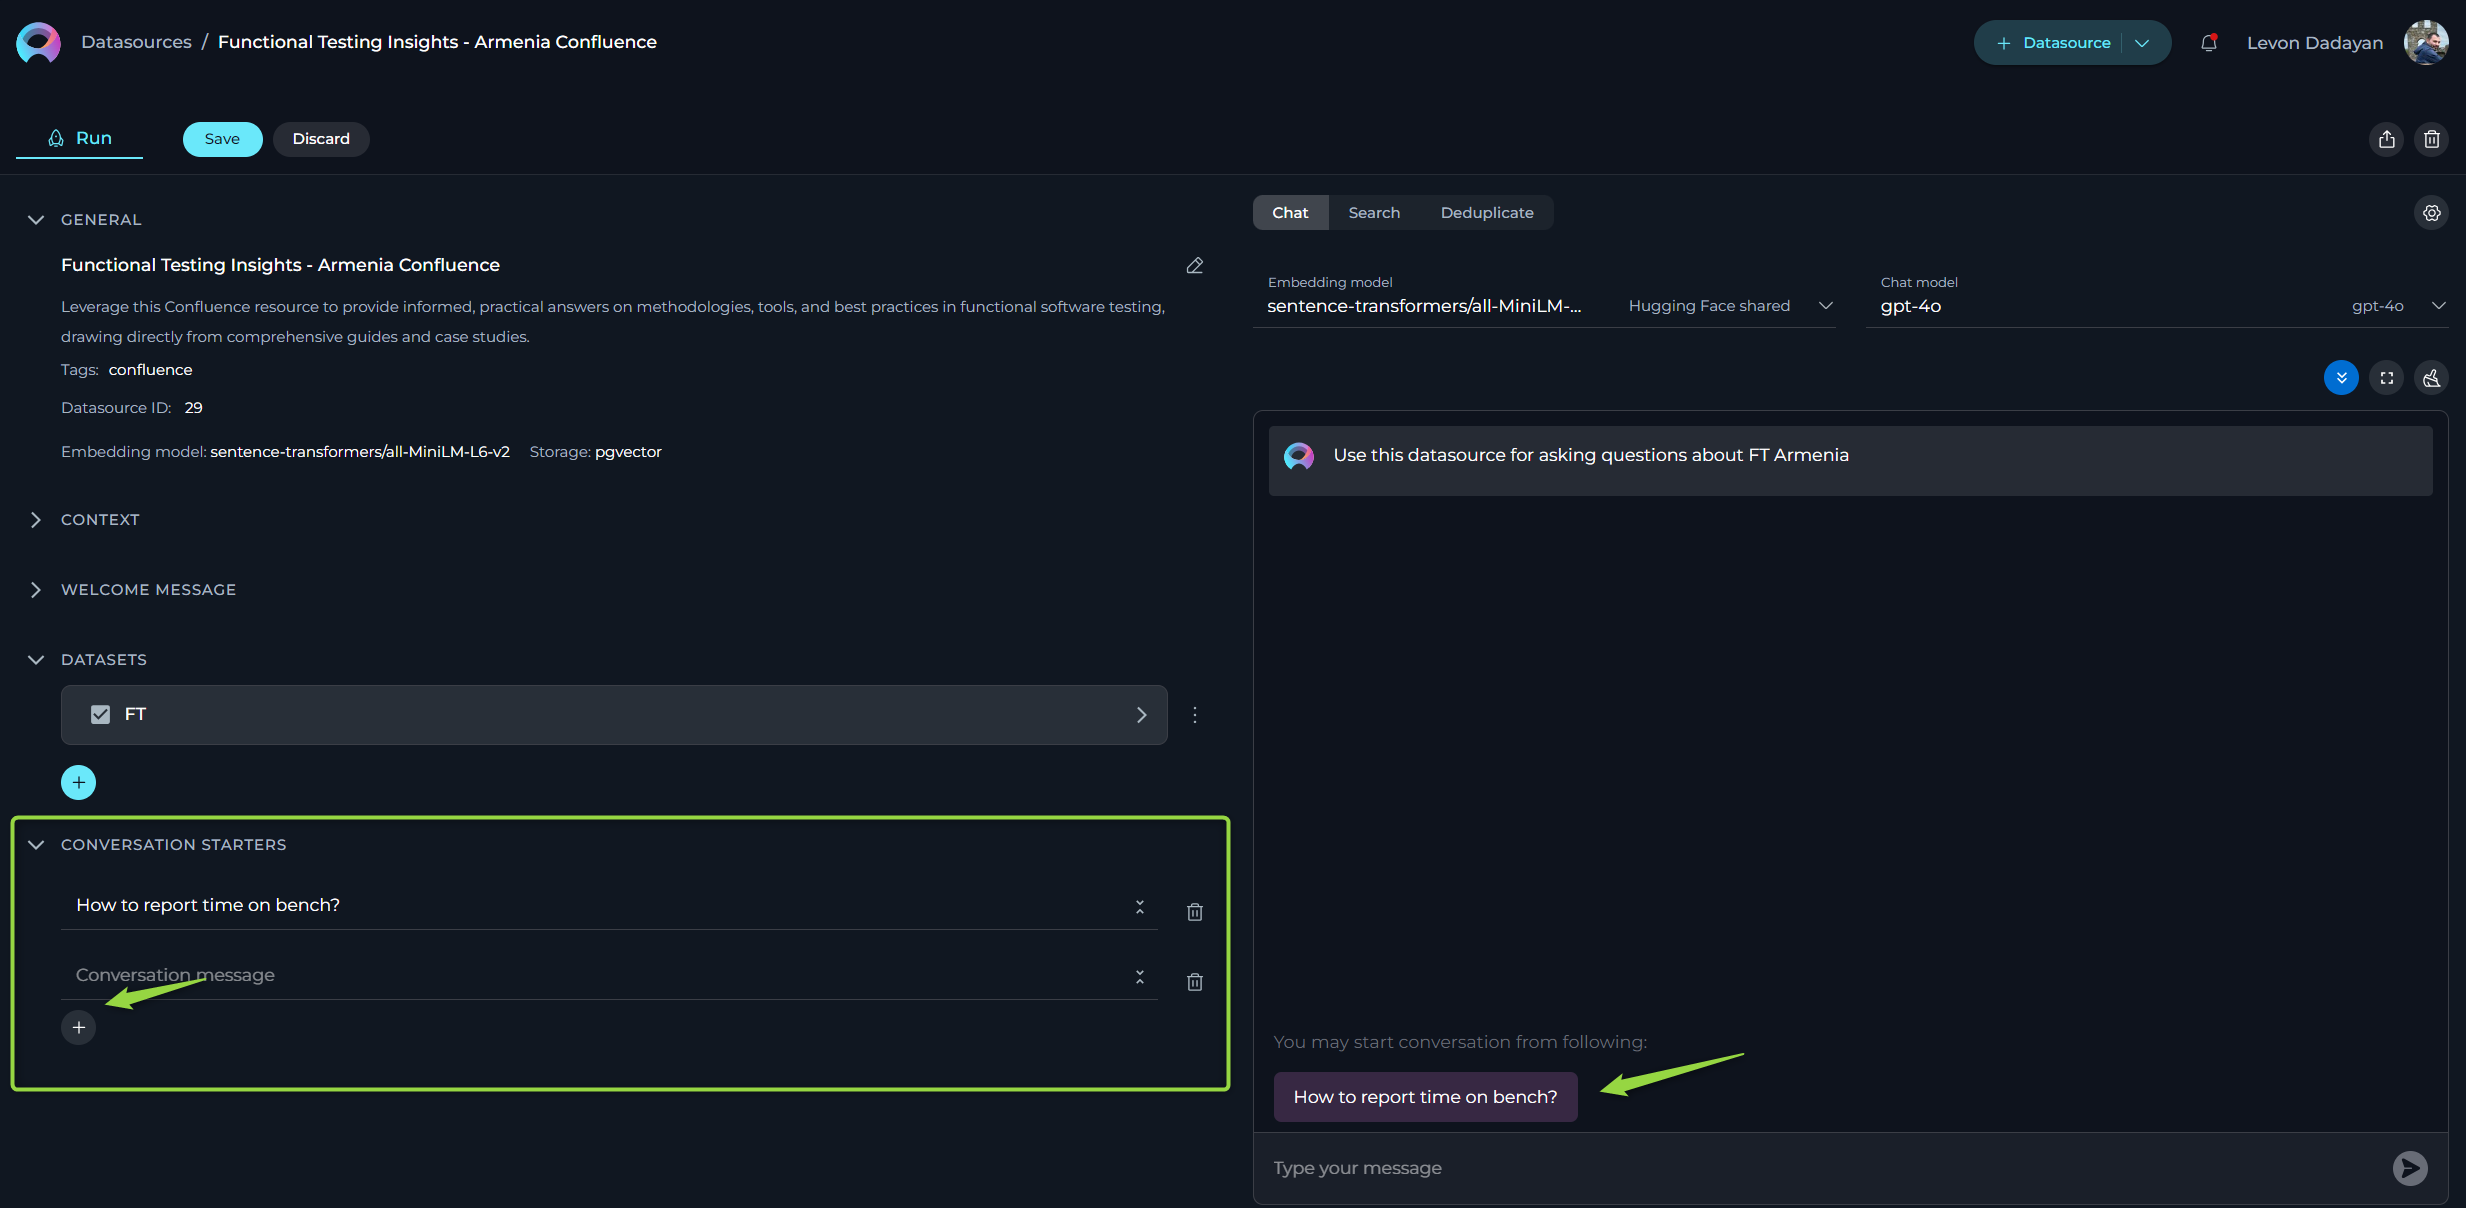 Datasources / Functional Testing Insights - Armenia Confluence
Datasource
Levon Dadayan
Run
Save
Discard
GENERAL
Functional Testing Insights - Armenia Confluence
Leverage this Confluence resource to provide informed, practical answers on methodologies, tools, and best practices in functional software testing,
drawing directly from comprehensive guides and case studies.
Tags: confluence
Datasource ID: 29
Embedding model: sentence-transformers/all-MiniLM-L6-v2 Storage: pgvector
CONTEXT
WELCOME MESSAGE
DATASETS
FT
CONVERSATION STARTERS
How to report time on bench?
Conversation message
Chat
Search
Deduplicate
Embedding model
sentence-transformers/all-MiniLM-... Hugging Face shared
Chat model
gpt-4o gpt-4o
Use this datasource for asking questions about FT Armenia
You may start conversation from following:
How to report time on bench?
Type your message